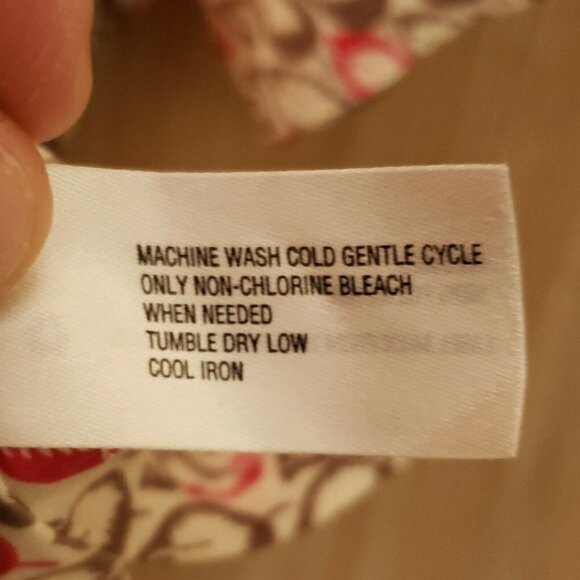 MACHINE WASH COLD GENTLE CYCLE
ONLY NON-CHLORINE BLEACH
WHEN NEEDED
TUMBLE DRY LOW
COOL IRON